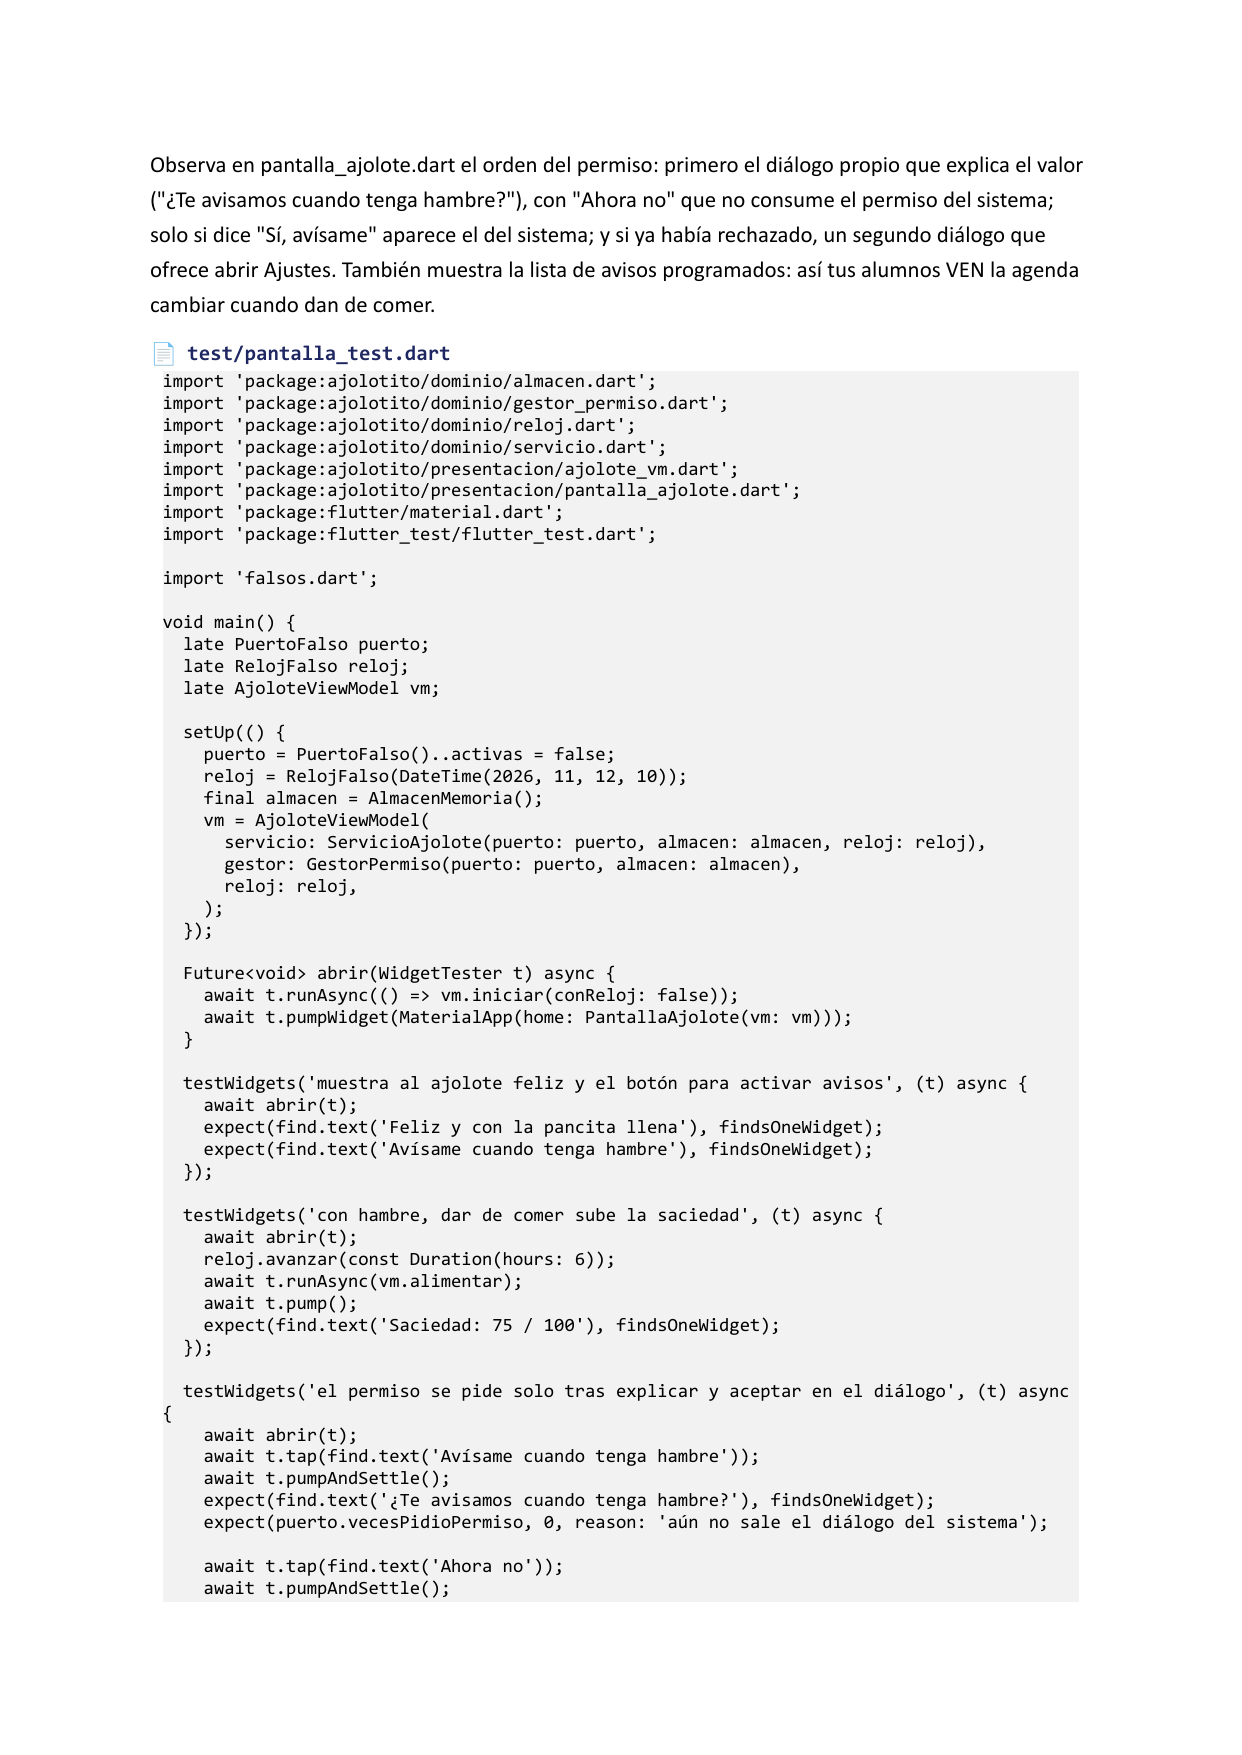 Observa en pantalla_ajolote.dart el orden del permiso: primero el diálogo propio que explica el valor
("¿Te avisamos cuando tenga hambre?"), con "Ahora no" que no consume el permiso del sistema;
solo si dice "Sí, avísame" aparece el del sistema; y si ya había rechazado, un segundo diálogo que
ofrece abrir Ajustes. También muestra la lista de avisos programados: así tus alumnos VEN la agenda
cambiar cuando dan de comer.
📄 test/pantalla_test.dart
import 'package:ajolotito/dominio/almacen.dart';
import 'package:ajolotito/dominio/gestor_permiso.dart';
import 'package:ajolotito/dominio/reloj.dart';
import 'package:ajolotito/dominio/servicio.dart';
import 'package:ajolotito/presentacion/ajolote_vm.dart';
import 'package:ajolotito/presentacion/pantalla_ajolote.dart';
import 'package:flutter/material.dart';
import 'package:flutter_test/flutter_test.dart';

import 'falsos.dart';

void main() {
  late PuertoFalso puerto;
  late RelojFalso reloj;
  late AjoloteViewModel vm;

  setUp(() {
    puerto = PuertoFalso()..activas = false;
    reloj = RelojFalso(DateTime(2026, 11, 12, 10));
    final almacen = AlmacenMemoria();
    vm = AjoloteViewModel(
      servicio: ServicioAjolote(puerto: puerto, almacen: almacen, reloj: reloj),
      gestor: GestorPermiso(puerto: puerto, almacen: almacen),
      reloj: reloj,
    );
  });

  Future<void> abrir(WidgetTester t) async {
    await t.runAsync(() => vm.iniciar(conReloj: false));
    await t.pumpWidget(MaterialApp(home: PantallaAjolote(vm: vm)));
  }

  testWidgets('muestra al ajolote feliz y el botón para activar avisos', (t) async {
    await abrir(t);
    expect(find.text('Feliz y con la pancita llena'), findsOneWidget);
    expect(find.text('Avísame cuando tenga hambre'), findsOneWidget);
  });

  testWidgets('con hambre, dar de comer sube la saciedad', (t) async {
    await abrir(t);
    reloj.avanzar(const Duration(hours: 6));
    await t.runAsync(vm.alimentar);
    await t.pump();
    expect(find.text('Saciedad: 75 / 100'), findsOneWidget);
  });

  testWidgets('el permiso se pide solo tras explicar y aceptar en el diálogo', (t) async
{
    await abrir(t);
    await t.tap(find.text('Avísame cuando tenga hambre'));
    await t.pumpAndSettle();
    expect(find.text('¿Te avisamos cuando tenga hambre?'), findsOneWidget);
    expect(puerto.vecesPidioPermiso, 0, reason: 'aún no sale el diálogo del sistema');

    await t.tap(find.text('Ahora no'));
    await t.pumpAndSettle();